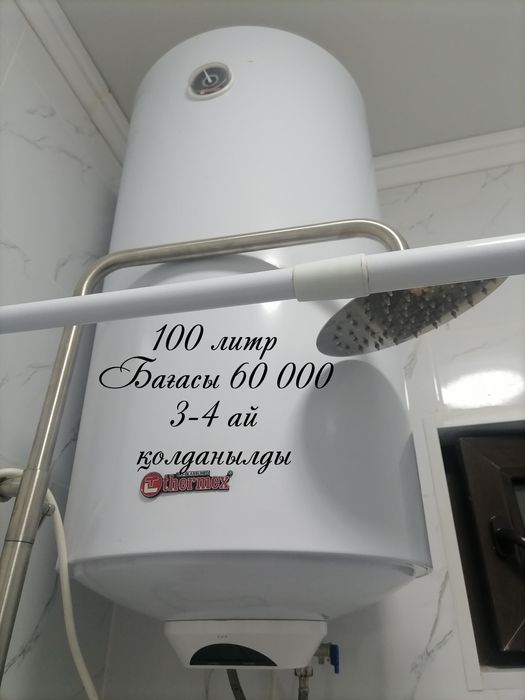 100 литр
Бағасы 60 000
3-4 ай
қолданылды
thermex